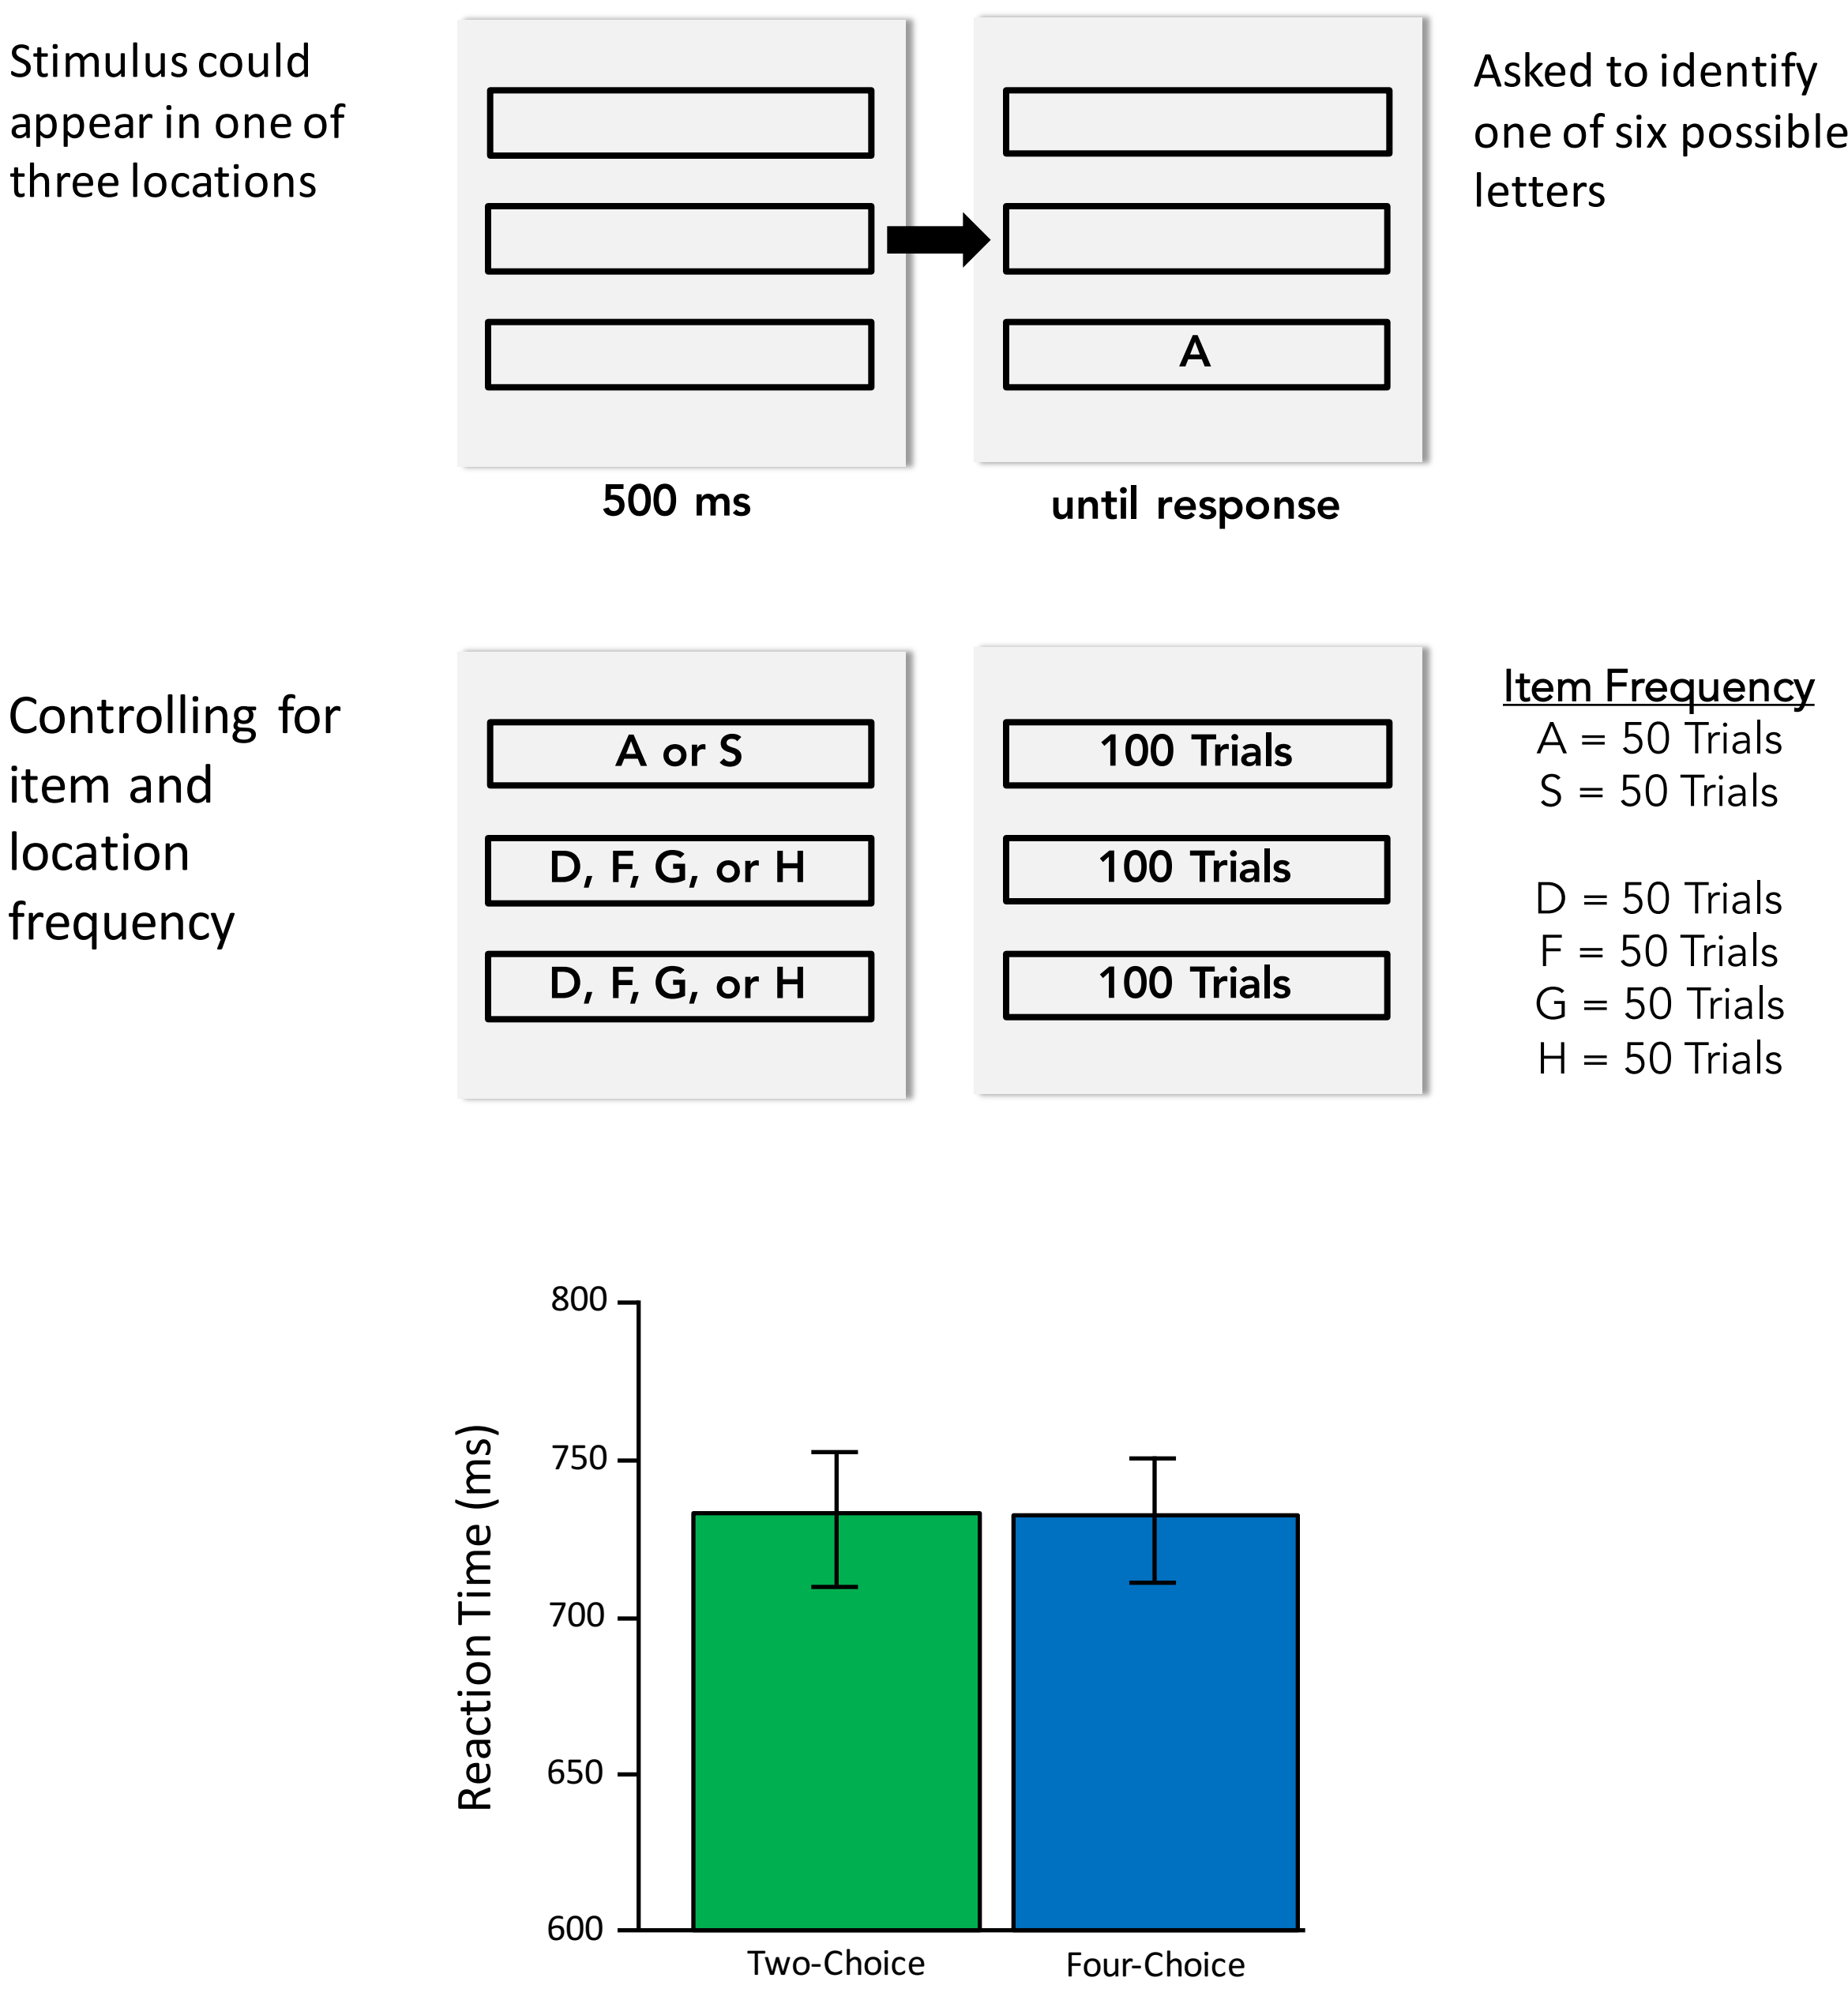 Stimulus could
appear in one of
three locations
A
500 ms
until response
Asked to identify
one of six possible
letters
Controlling for
item and
location
frequency
A or S
D, F, G, or H
D, F, G, or H
100 Trials
100 Trials
100 Trials
Item Frequency
A = 50 Trials
S = 50 Trials
D = 50 Trials
F = 50 Trials
G = 50 Trials
H = 50 Trials
Reaction Time (ms)
800
750
700
650
600
Two-Choice
Four-Choice